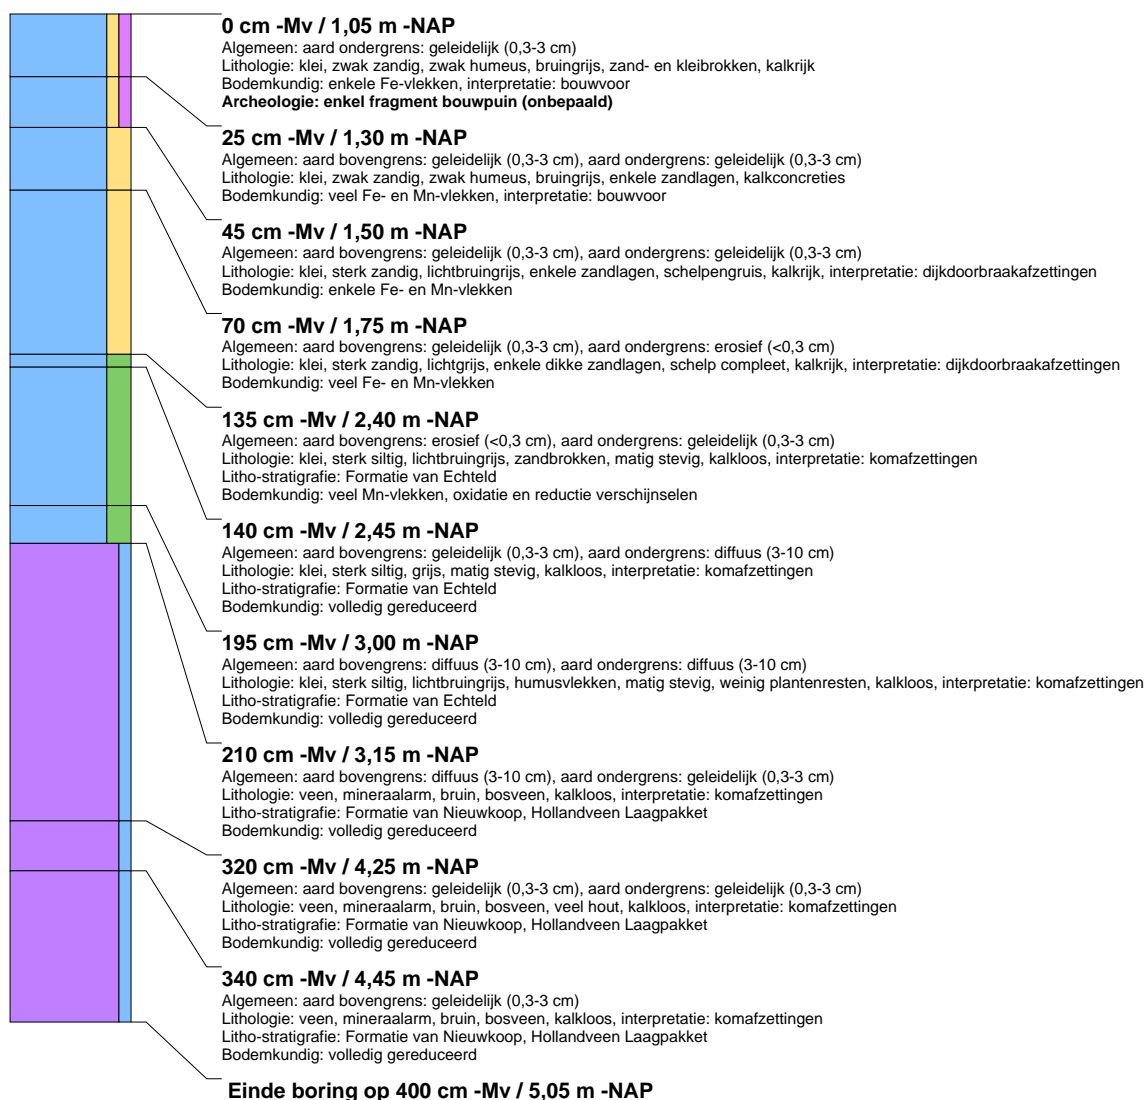 0 cm -Mv / 1,05 m -NAP
Algemeen: aard ondergrens: geleidelijk (0,3-3 cm)
Lithologie: klei, zwak zandig, zwak humeus, bruingrijs, zand- en kleibrokken, kalkrijk
Bodemkundig: enkele Fe-vlekken, interpretatie: bouwvoor
Archeologie: enkel fragment bouwpuin (onbepaald)
25 cm -Mv / 1,30 m -NAP
Algemeen: aard bovengrens: geleidelijk (0,3-3 cm), aard ondergrens: geleidelijk (0,3-3 cm)
Lithologie: klei, zwak zandig, zwak humeus, bruingrijs, enkele zandlagen, kalkconcreties
Bodemkundig: veel Fe- en Mn-vlekken, interpretatie: bouwvoor
45 cm -Mv / 1,50 m -NAP
Algemeen: aard bovengrens: geleidelijk (0,3-3 cm), aard ondergrens: geleidelijk (0,3-3 cm)
Lithologie: klei, sterk zandig, lichtbruingrijs, enkele zandlagen, schelpengruis, kalkrijk, interpretatie: dijkdoorbraakafzettingen
Bodemkundig: enkele Fe- en Mn-vlekken
70 cm -Mv / 1,75 m -NAP
Algemeen: aard bovengrens: geleidelijk (0,3-3 cm), aard ondergrens: erosief (<0,3 cm)
Lithologie: klei, sterk zandig, lichtgrijs, enkele dikke zandlagen, schelp compleet, kalkrijk, interpretatie: dijkdoorbraakafzettingen
Bodemkundig: veel Fe- en Mn-vlekken
135 cm -Mv / 2,40 m -NAP
Algemeen: aard bovengrens: erosief (<0,3 cm), aard ondergrens: geleidelijk (0,3-3 cm)
Lithologie: klei, sterk siltig, lichtbruingrijs, zandbrokken, matig stevig, kalkloos, interpretatie: komafzettingen
Litho-stratigrafie: Formatie van Echteld
Bodemkundig: veel Mn-vlekken, oxidatie en reductie verschijnselen
140 cm -Mv / 2,45 m -NAP
Algemeen: aard bovengrens: geleidelijk (0,3-3 cm), aard ondergrens: diffuus (3-10 cm)
Lithologie: klei, sterk siltig, grijs, matig stevig, kalkloos, interpretatie: komafzettingen
Litho-stratigrafie: Formatie van Echteld
Bodemkundig: volledig gereduceerd
195 cm -Mv / 3,00 m -NAP
Algemeen: aard bovengrens: diffuus (3-10 cm), aard ondergrens: diffuus (3-10 cm)
Lithologie: klei, sterk siltig, lichtbruingrijs, humusvlekken, matig stevig, weinig plantenresten, kalkloos, interpretatie: komafzettingen
Litho-stratigrafie: Formatie van Echteld
Bodemkundig: volledig gereduceerd
210 cm -Mv / 3,15 m -NAP
Algemeen: aard bovengrens: diffuus (3-10 cm), aard ondergrens: geleidelijk (0,3-3 cm)
Lithologie: veen, mineraalarm, bruin, bosveen, kalkloos, interpretatie: komafzettingen
Litho-stratigrafie: Formatie van Nieuwkoop, Hollandveen Laagpakket
Bodemkundig: volledig gereduceerd
320 cm -Mv / 4,25 m -NAP
Algemeen: aard bovengrens: geleidelijk (0,3-3 cm), aard ondergrens: geleidelijk (0,3-3 cm)
Lithologie: veen, mineraalarm, bruin, bosveen, veel hout, kalkloos, interpretatie: komafzettingen
Litho-stratigrafie: Formatie van Nieuwkoop, Hollandveen Laagpakket
Bodemkundig: volledig gereduceerd
340 cm -Mv / 4,45 m -NAP
Algemeen: aard bovengrens: geleidelijk (0,3-3 cm)
Lithologie: veen, mineraalarm, bruin, bosveen, kalkloos, interpretatie: komafzettingen
Litho-stratigrafie: Formatie van Nieuwkoop, Hollandveen Laagpakket
Bodemkundig: volledig gereduceerd
Einde boring op 400 cm -Mv / 5,05 m -NAP